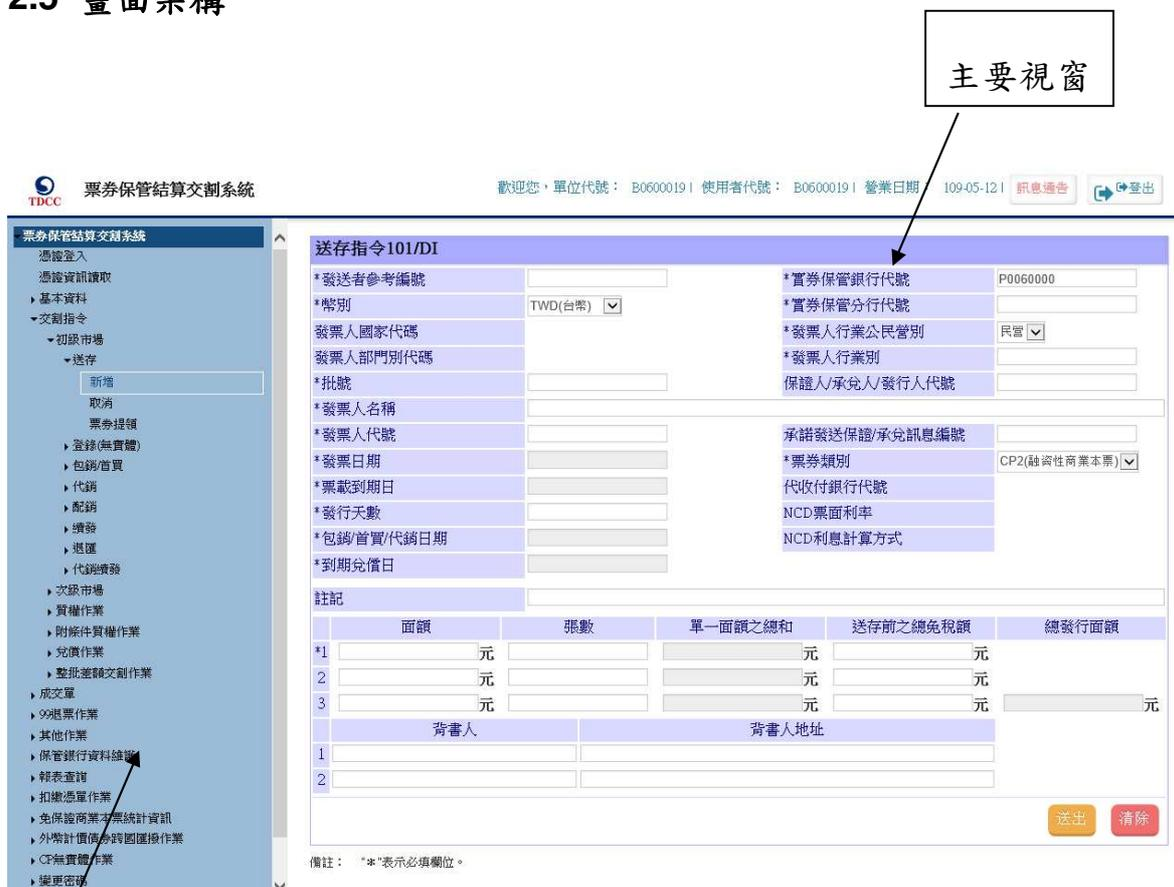 2.3 畫面架構
主要視窗
TDCC 票券保管結算交割系統
歡迎您，單位代號： B0600019 | 使用者代號： B0600019 | 營業日期： 109-05-12 | 訊息通告 登出
票券保管結算交割系統
憑證登入
憑證資訊讀取
基本資料
交割指令
初級市場
送存
新增
取消
票券提領
登錄(無實體)
包銷/首買
代銷
配銷
續發
退匯
代銷續發
次級市場
質權作業
附條件質權作業
兌償作業
整批差額交割作業
成交單
99退票作業
其他作業
保管銀行資料維護
報表查詢
扣繳憑單作業
免保證商業本票統計資訊
外幣計價債券跨國匯撥作業
CP無實體作業
變更密碼
送存指令101/DI
*發送者參考編號 *實券保管銀行代號 P0060000
*幣別 TWD(台幣) *實券保管分行代號
發票人國家代碼 *發票人行業公民營別 民營
發票人部門別代碼 *發票人行業別
*批號 保證人/承兌人/發行人代號
*發票人名稱
*發票人代號 承諾發送保證/承兌訊息編號
*發票日期 *票券類別 CP2(融資性商業本票)
*票載到期日 代收付銀行代號
*發行天數 NCD票面利率
*包銷/首買/代銷日期 NCD利息計算方式
*到期兌償日
註記
面額 張數 單一面額之總和 送存前之總免稅額 總發行面額
*1 元 元 元
2 元 元 元
3 元 元 元 元
背書人 背書人地址
1
2
送出 清除
備註： "*"表示必填欄位。